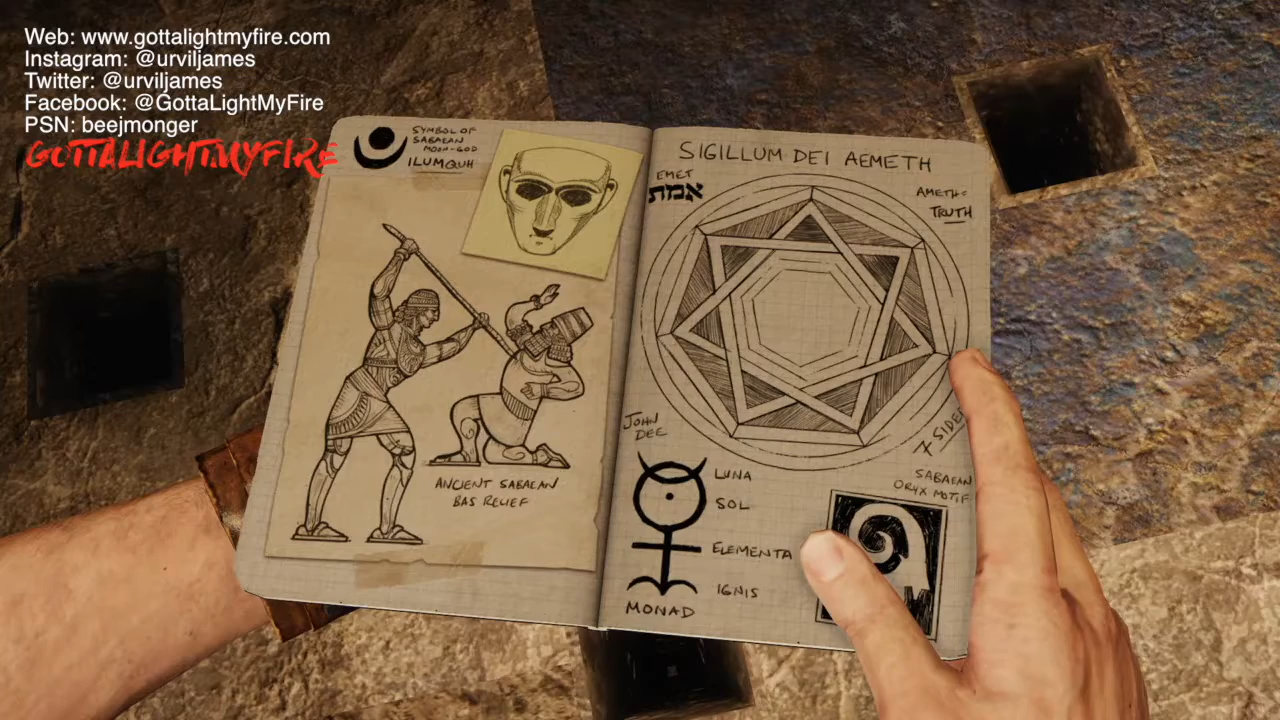 Web: www.gottalightmyfire.com
Instagram: @urviljames
Twitter: @urviljames
Facebook: @GottaLightMyFire
PSN: beejmonger
GOTTALIGHTMYFIRE
SYMBOL OF
SABAEAN
MOON-GOD
ILUMQUH
ANCIENT SABAEAN
BAS RELIEF
SIGILLUM DEI AEMETH
EMET
אמת
AMETH=
TRUTH
7 SIDED
JOHN
DEE
LUNA
SOL
ELEMENTA
IGNIS
MONAD
SABAEAN
ORYX MOTIF